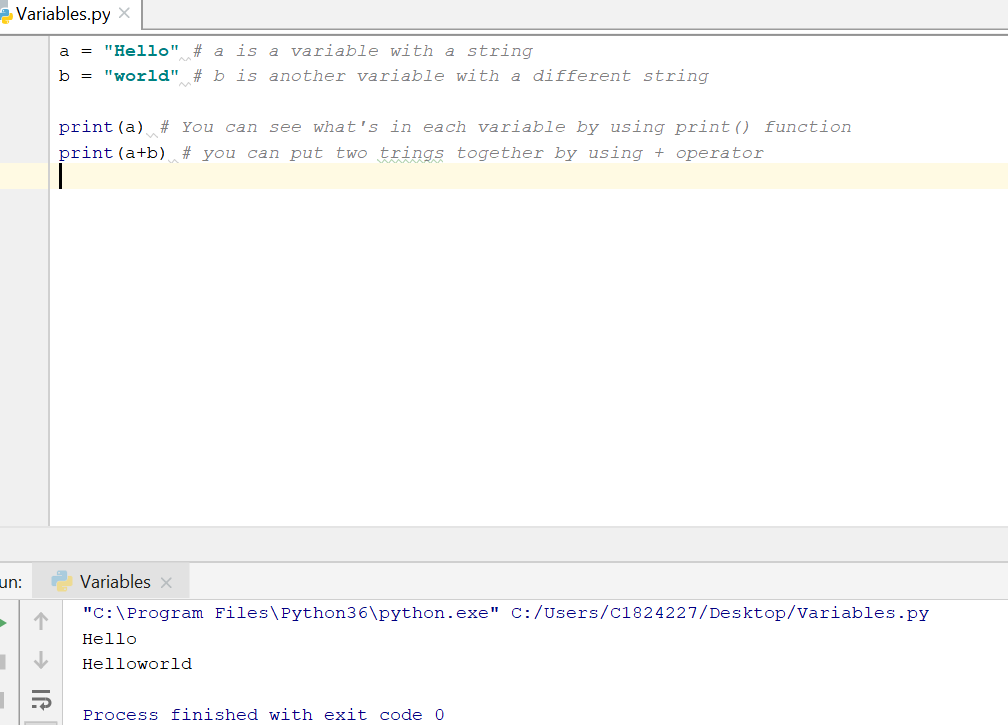 Variables.py
a = "Hello" # a is a variable with a string
b = "world" # b is another variable with a different string
print(a) # You can see what's in each variable by using print() function
print(a+b) # you can put two trings together by using + operator
un: Variables
"C:\Program Files\Python36\python.exe" C:/Users/C1824227/Desktop/Variables.py
Hello
Helloworld
Process finished with exit code 0